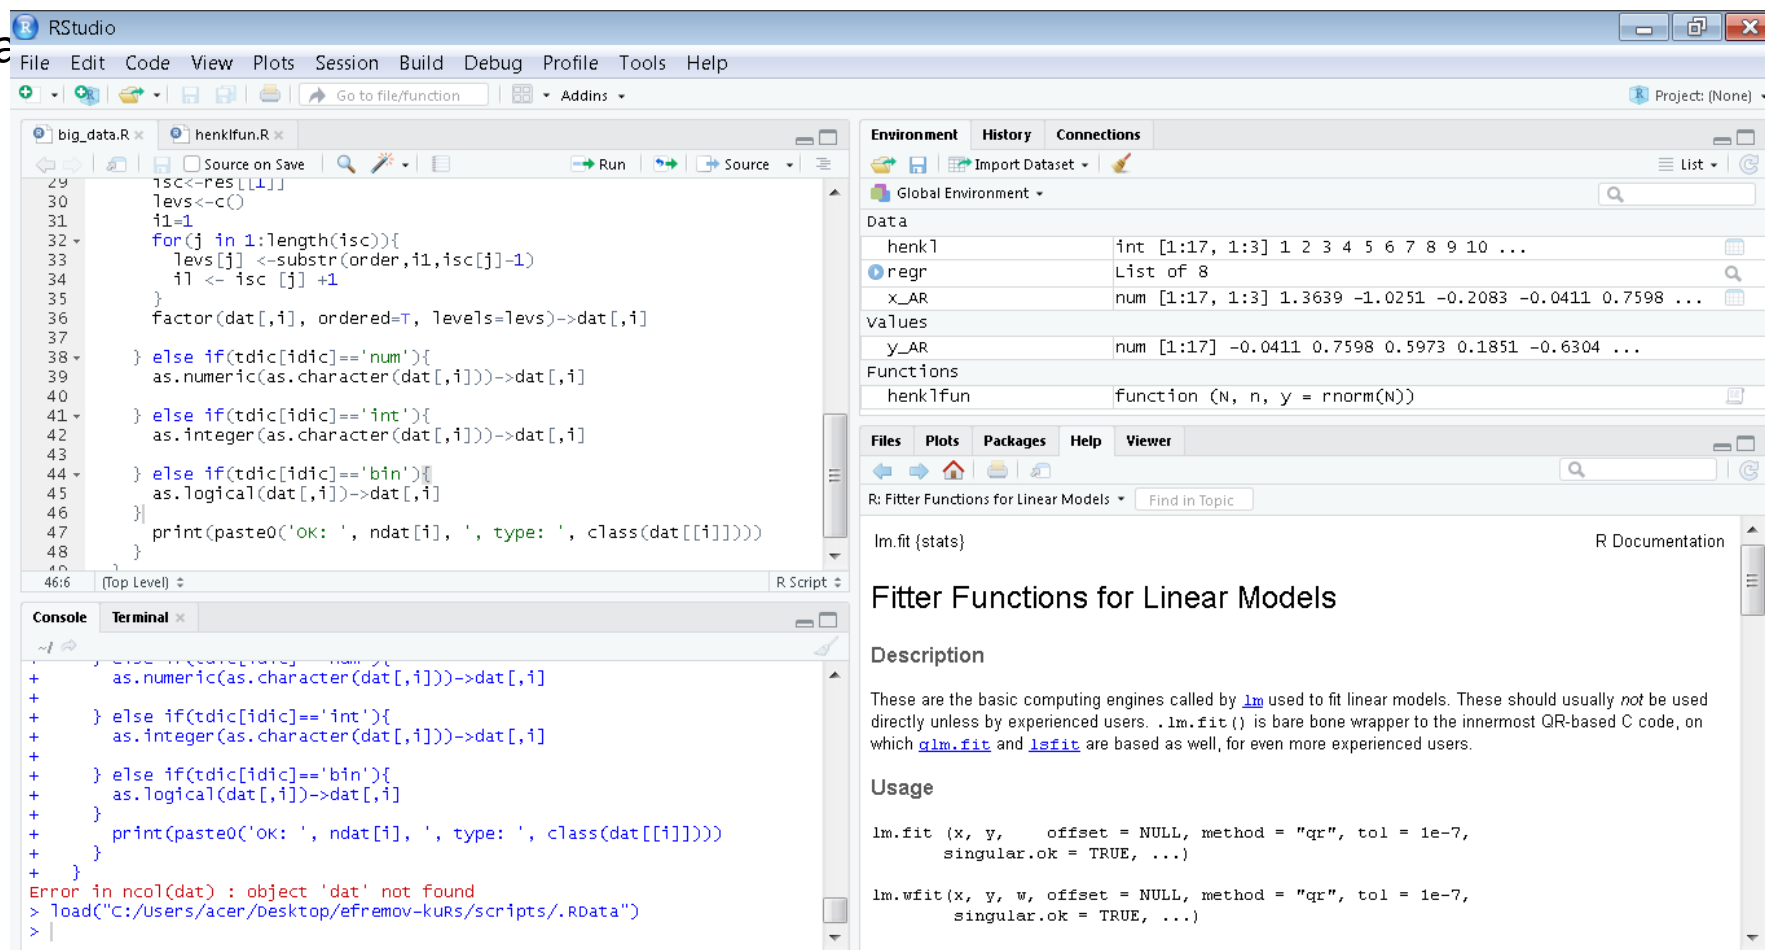 RStudio
File Edit Code View Plots Session Build Debug Profile Tools Help
Go to file/function Addins Project: (None)
big_data.R henklfun.R
Source on Save Run Source
29 isc<-res[[1]]
30 levs<-c()
31 i1=1
32 for(j in 1:length(isc)){
33 levs[j] <-substr(order,i1,isc[j]-1)
34 i1 <- isc [j] +1
35 }
36 factor(dat[,i], ordered=T, levels=levs)->dat[,i]
37
38 } else if(tdic[idic]=='num'){
39 as.numeric(as.character(dat[,i]))->dat[,i]
40
41 } else if(tdic[idic]=='int'){
42 as.integer(as.character(dat[,i]))->dat[,i]
43
44 } else if(tdic[idic]=='bin'){
45 as.logical(dat[,i])->dat[,i]
46 }
47 print(paste0('OK: ', ndat[i], ', type: ', class(dat[[i]])))
48 }
46:6 (Top Level) R Script
Console Terminal
~/
+ } else if(tdic[idic]=='num'){
+ as.numeric(as.character(dat[,i]))->dat[,i]
+
+ } else if(tdic[idic]=='int'){
+ as.integer(as.character(dat[,i]))->dat[,i]
+
+ } else if(tdic[idic]=='bin'){
+ as.logical(dat[,i])->dat[,i]
+ }
+ print(paste0('OK: ', ndat[i], ', type: ', class(dat[[i]])))
+ }
+ }
Error in ncol(dat) : object 'dat' not found
> load("C:/Users/acer/Desktop/efremov-kuRs/scripts/.RData")
>
Environment History Connections
Import Dataset List
Global Environment
Data
henkl int [1:17, 1:3] 1 2 3 4 5 6 7 8 9 10 ...
regr List of 8
x_AR num [1:17, 1:3] 1.3639 -1.0251 -0.2083 -0.0411 0.7598 ...
Values
y_AR num [1:17] -0.0411 0.7598 0.5973 0.1851 -0.6304 ...
Functions
henklfun function (N, n, y = rnorm(N))
Files Plots Packages Help Viewer
R: Fitter Functions for Linear Models Find in Topic
lm.fit {stats} R Documentation
Fitter Functions for Linear Models
Description
These are the basic computing engines called by lm used to fit linear models. These should usually not be used
directly unless by experienced users. .lm.fit() is bare bone wrapper to the innermost QR-based C code, on
which glm.fit and lsfit are based as well, for even more experienced users.
Usage
lm.fit (x, y, offset = NULL, method = "qr", tol = 1e-7,
singular.ok = TRUE, ...)
lm.wfit(x, y, w, offset = NULL, method = "qr", tol = 1e-7,
singular.ok = TRUE, ...)